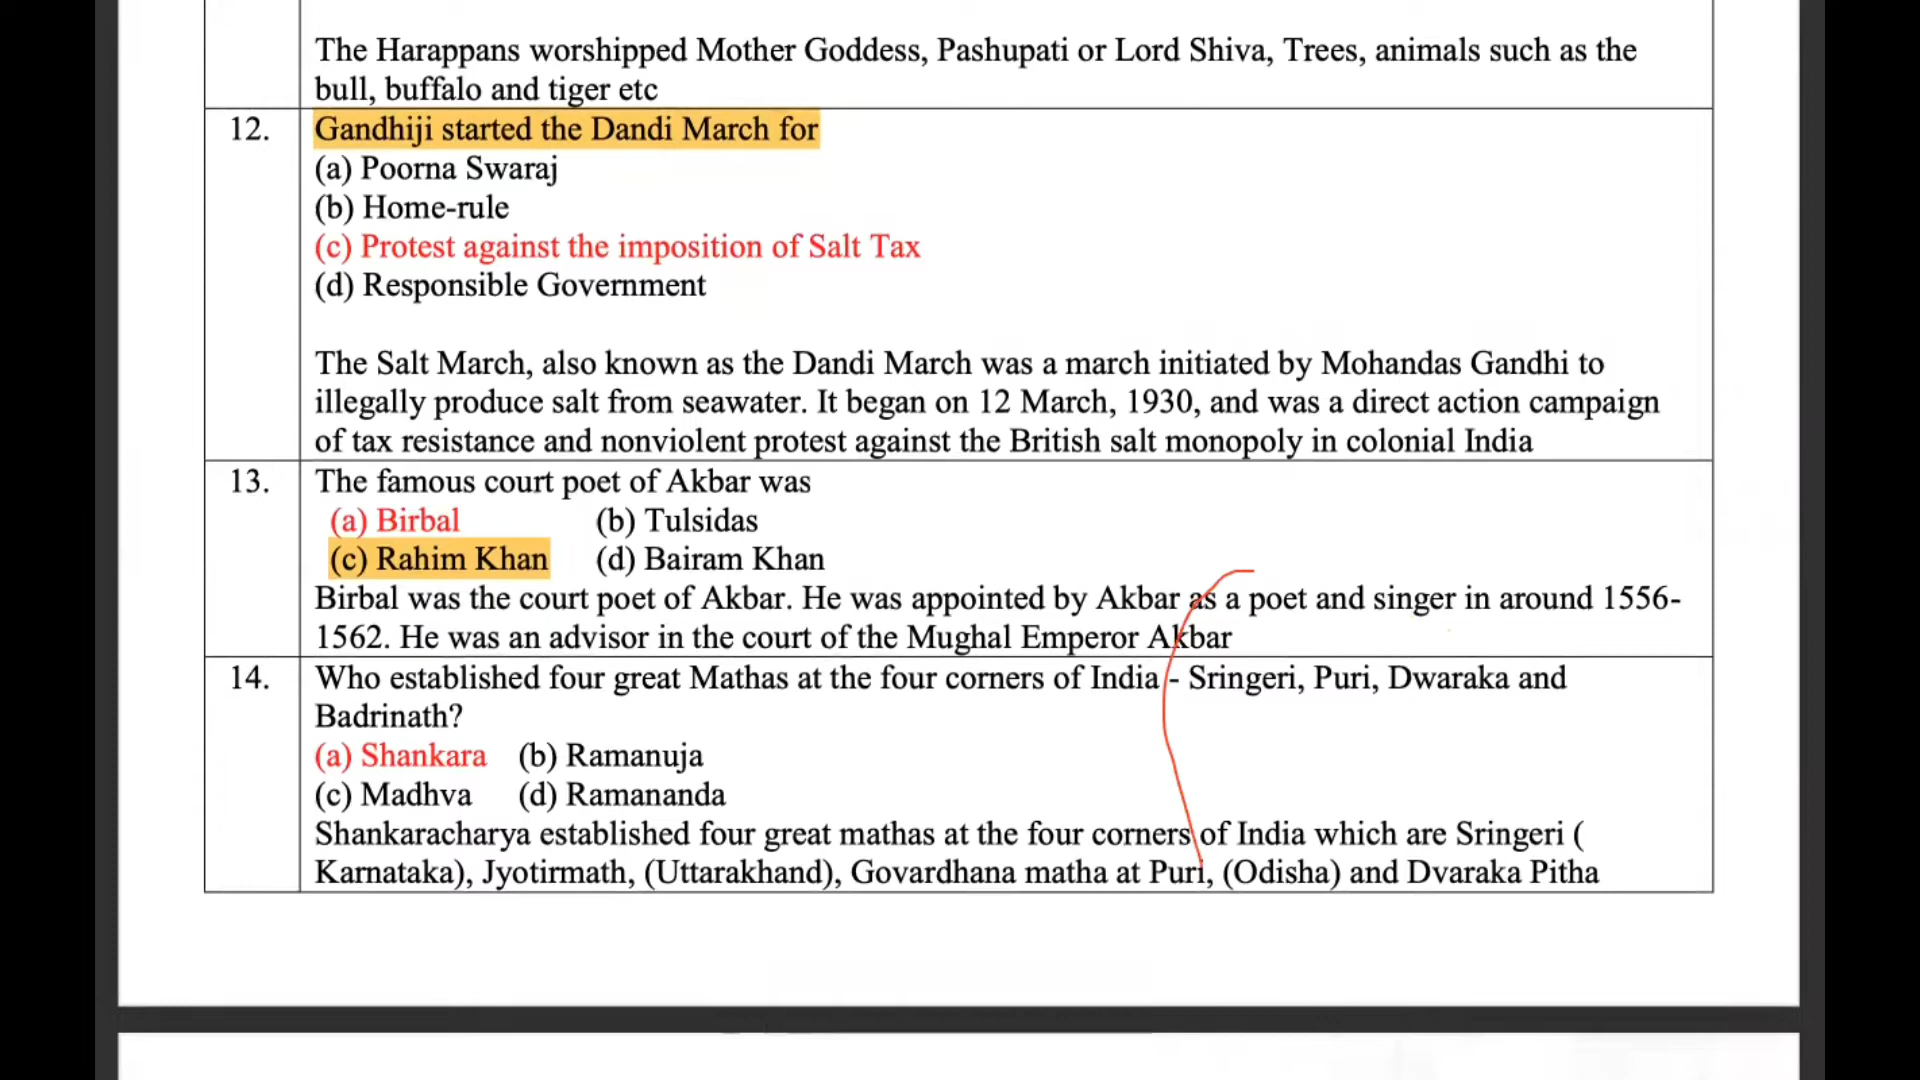 The Harappans worshipped Mother Goddess, Pashupati or Lord Shiva, Trees, animals such as the
bull, buffalo and tiger etc
12. Gandhiji started the Dandi March for
(a) Poorna Swaraj
(b) Home-rule
(c) Protest against the imposition of Salt Tax
(d) Responsible Government
The Salt March, also known as the Dandi March was a march initiated by Mohandas Gandhi to
illegally produce salt from seawater. It began on 12 March, 1930, and was a direct action campaign
of tax resistance and nonviolent protest against the British salt monopoly in colonial India
13. The famous court poet of Akbar was
(a) Birbal (b) Tulsidas
(c) Rahim Khan (d) Bairam Khan
Birbal was the court poet of Akbar. He was appointed by Akbar as a poet and singer in around 1556-
1562. He was an advisor in the court of the Mughal Emperor Akbar
14. Who established four great Mathas at the four corners of India - Sringeri, Puri, Dwaraka and
Badrinath?
(a) Shankara (b) Ramanuja
(c) Madhva (d) Ramananda
Shankaracharya established four great mathas at the four corners of India which are Sringeri (
Karnataka), Jyotirmath, (Uttarakhand), Govardhana matha at Puri, (Odisha) and Dvaraka Pitha